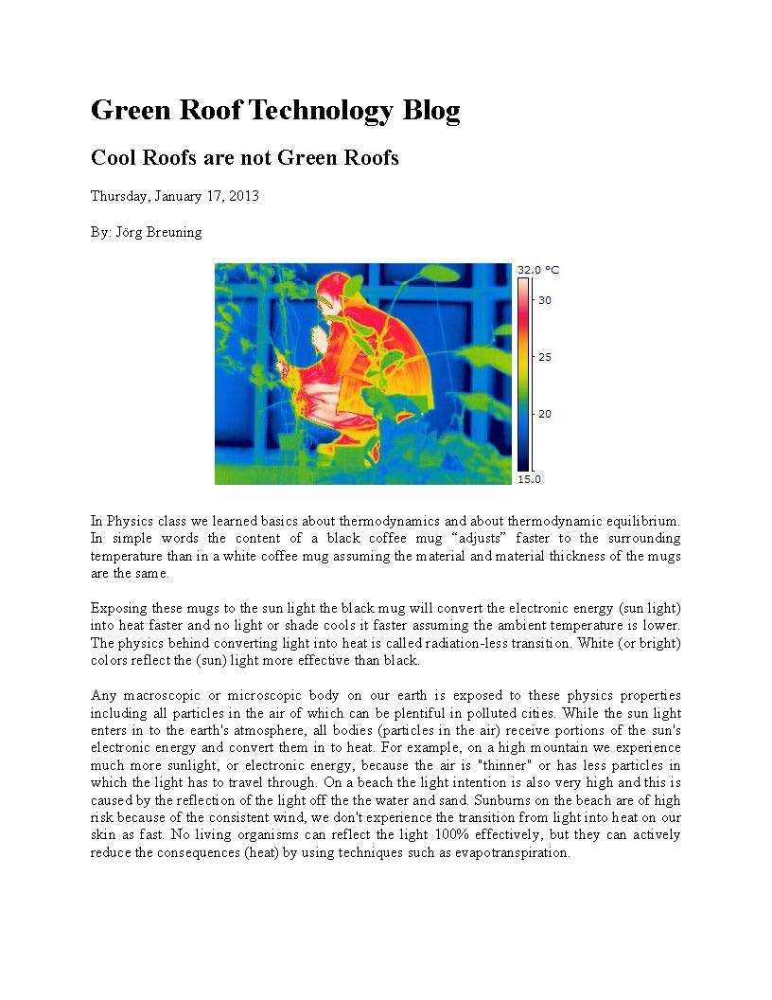 Green Roof Technology Blog
Cool Roofs are not Green Roofs
Thursday, January 17, 2013
By: Jörg Breuning
32.0 °C
30
25
20
15.0
In Physics class we learned basics about thermodynamics and about thermodynamic equilibrium.
In simple words the content of a black coffee mug “adjusts” faster to the surrounding
temperature than in a white coffee mug assuming the material and material thickness of the mugs
are the same.
Exposing these mugs to the sun light the black mug will convert the electronic energy (sun light)
into heat faster and no light or shade cools it faster assuming the ambient temperature is lower.
The physics behind converting light into heat is called radiation-less transition. White (or bright)
colors reflect the (sun) light more effective than black.
Any macroscopic or microscopic body on our earth is exposed to these physics properties
including all particles in the air of which can be plentiful in polluted cities. While the sun light
enters in to the earth's atmosphere, all bodies (particles in the air) receive portions of the sun's
electronic energy and convert them in to heat. For example, on a high mountain we experience
much more sunlight, or electronic energy, because the air is "thinner" or has less particles in
which the light has to travel through. On a beach the light intention is also very high and this is
caused by the reflection of the light off the the water and sand. Sunburns on the beach are of high
risk because of the consistent wind, we don't experience the transition from light into heat on our
skin as fast. No living organisms can reflect the light 100% effectively, but they can actively
reduce the consequences (heat) by using techniques such as evapotranspiration.